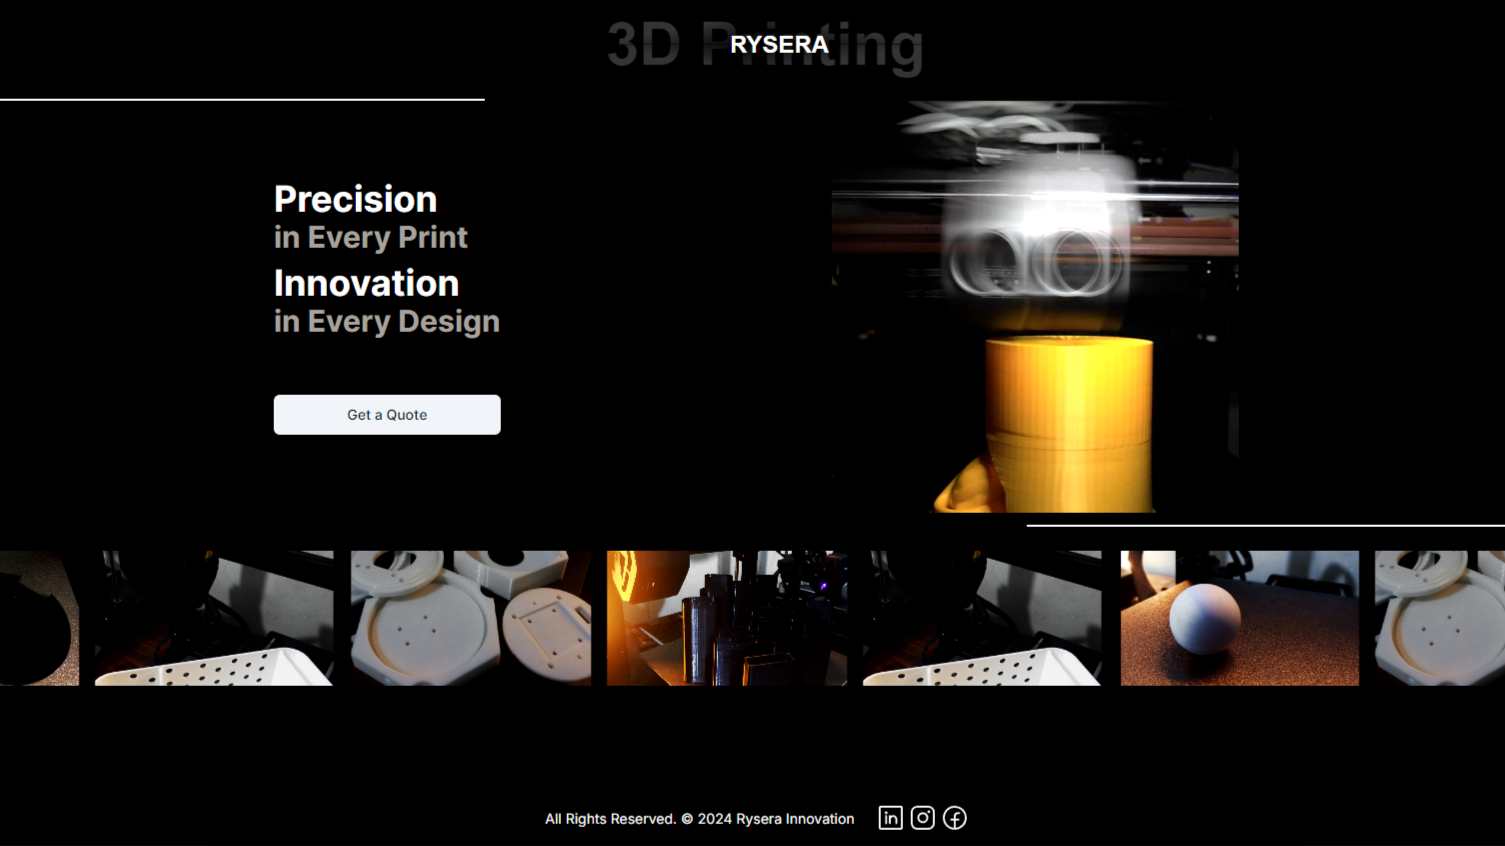 3D Printing
RYSERA
Precision
in Every Print
Innovation
in Every Design
Get a Quote
All Rights Reserved. © 2024 Rysera Innovation